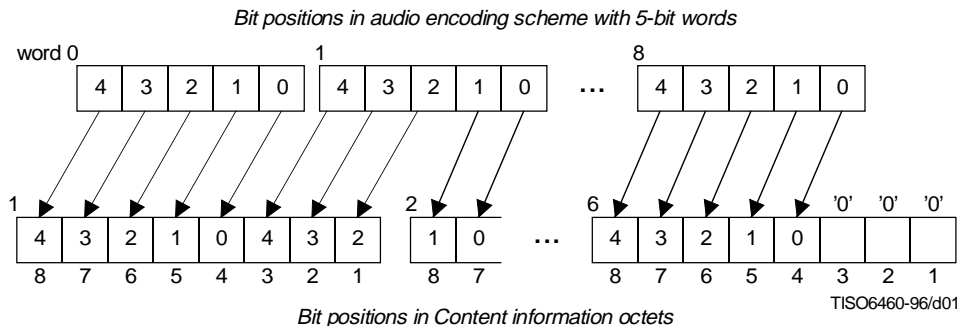 Bit positions in audio encoding scheme with 5-bit words
word 0 1 8
4 3 2 1 0 4 3 2 1 0 ... 4 3 2 1 0
1 2 6 '0' '0' '0'
4 3 2 1 0 4 3 2 1 0 ... 4 3 2 1 0
8 7 6 5 4 3 2 1 8 7 8 7 6 5 4 3 2 1
TISO6460-96/d01
Bit positions in Content information octets